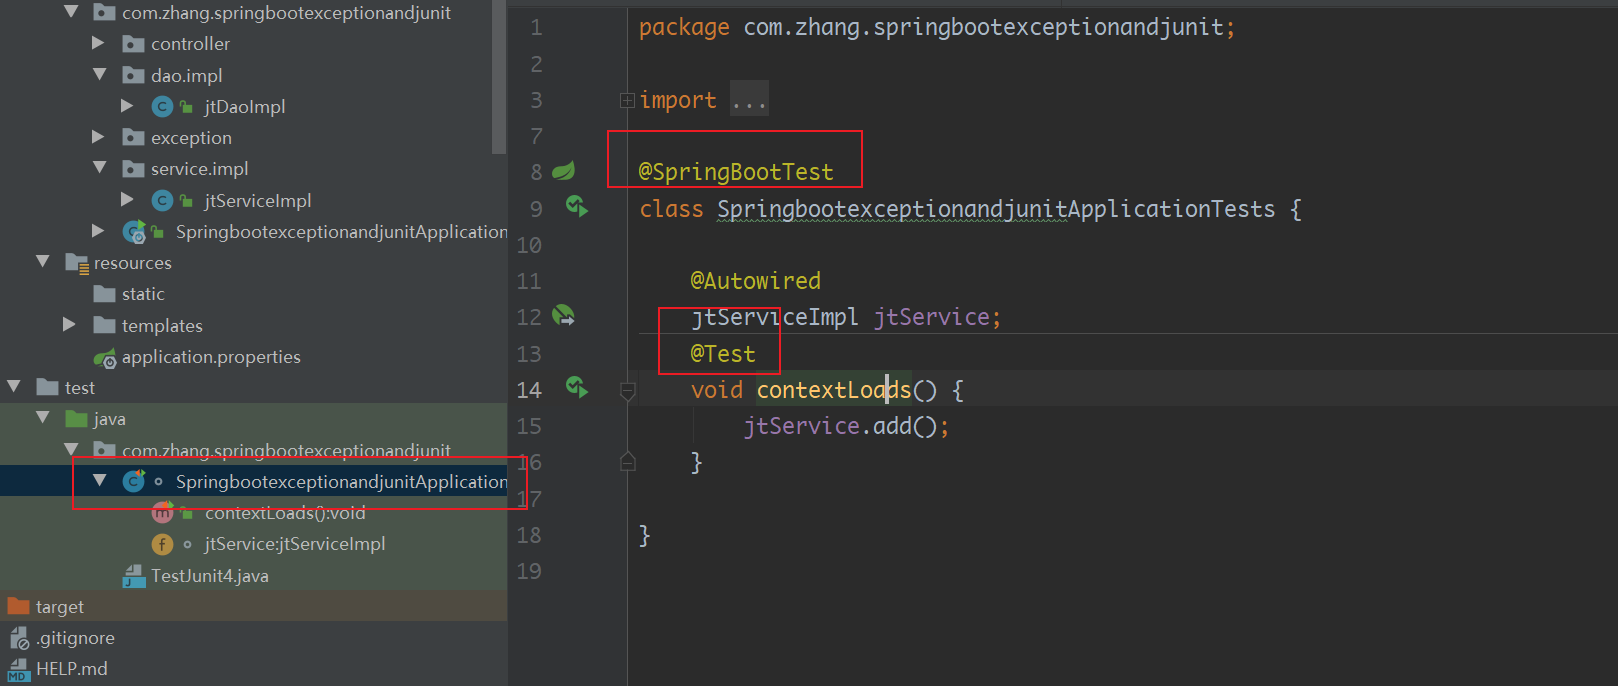 com.zhang.springbootexceptionandjunit
controller
dao.impl
jtDaoImpl
exception
service.impl
jtServiceImpl
SpringbootexceptionandjunitApplication
resources
static
templates
application.properties
test
java
com.zhang.springbootexceptionandjunit
SpringbootexceptionandjunitApplication
contextLoads():void
jtService:jtServiceImpl
TestJunit4.java
target
.gitignore
HELP.md
1 package com.zhang.springbootexceptionandjunit;
2
3 import ...
7
8 @SpringBootTest
9 class SpringbootexceptionandjunitApplicationTests {
10
11 @Autowired
12 jtServiceImpl jtService;
13 @Test
14 void contextLoads() {
15 jtService.add();
16 }
17
18 }
19